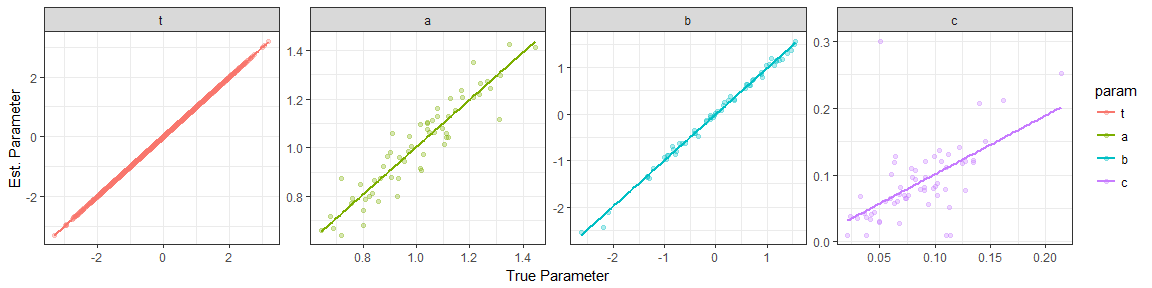 t a b c
Est. Parameter
2
0
-2
-2 0 2
1.4
1.2
1.0
0.8
0.8 1.0 1.2 1.4
1
0
-1
-2
-2 -1 0 1
0.3
0.2
0.1
0.0
0.05 0.10 0.15 0.20
True Parameter
param
t
a
b
c